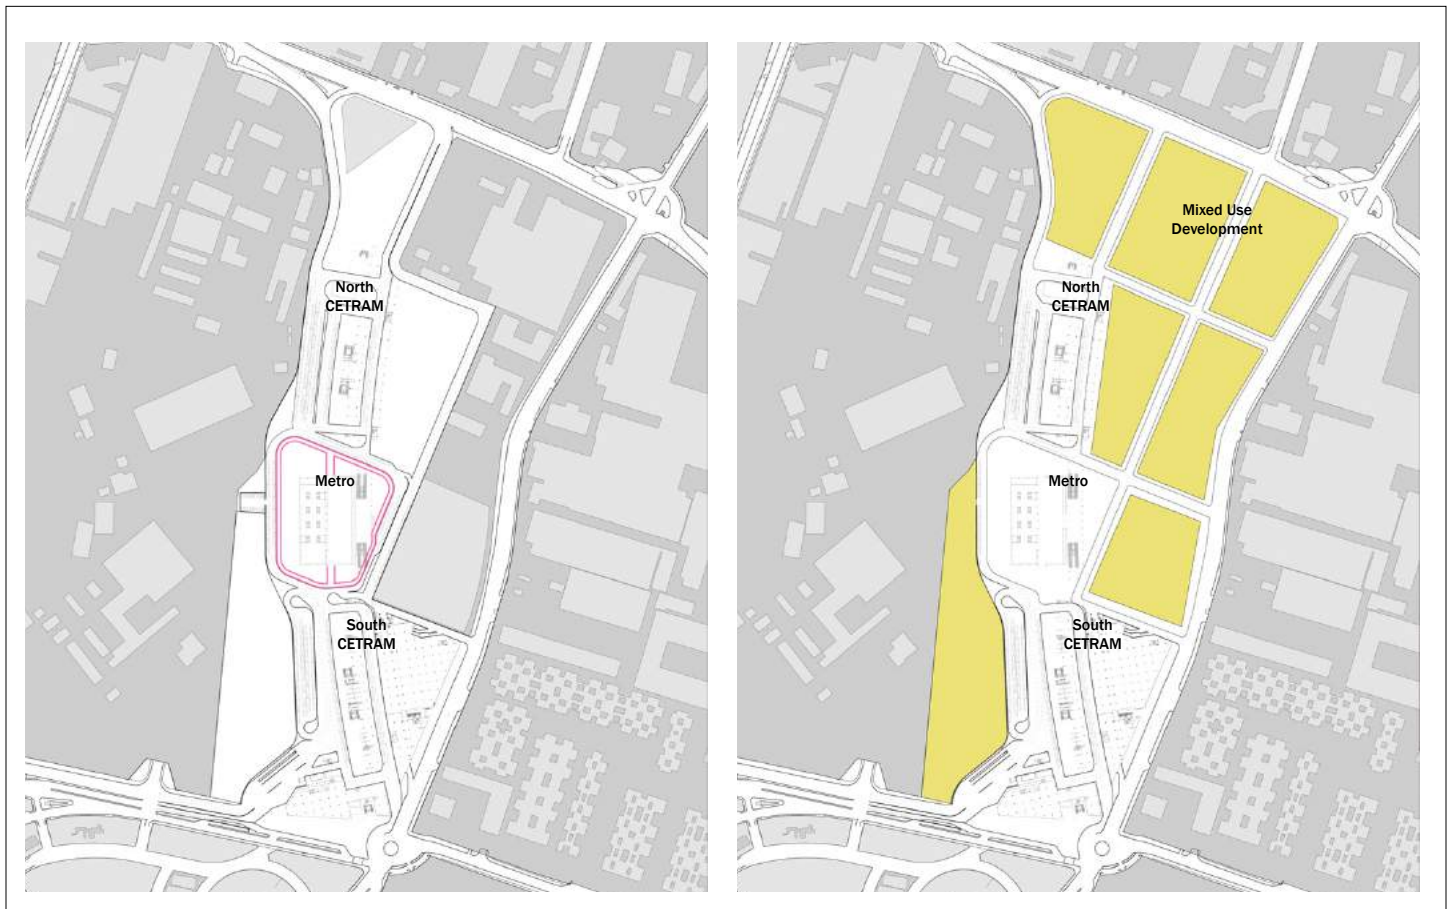 North
CETRAM
Metro
South
CETRAM
Mixed Use
Development
North
CETRAM
Metro
South
CETRAM